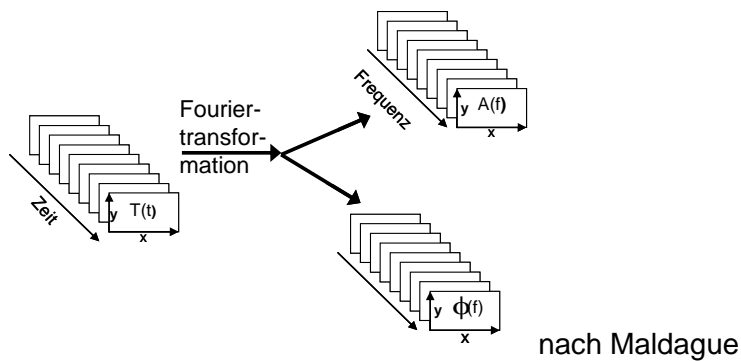 Frequenz
y A(f)
x
Fourier-
transfor-
mation
Zeit
y T(t)
x
y ϕ(f)
x
nach Maldague